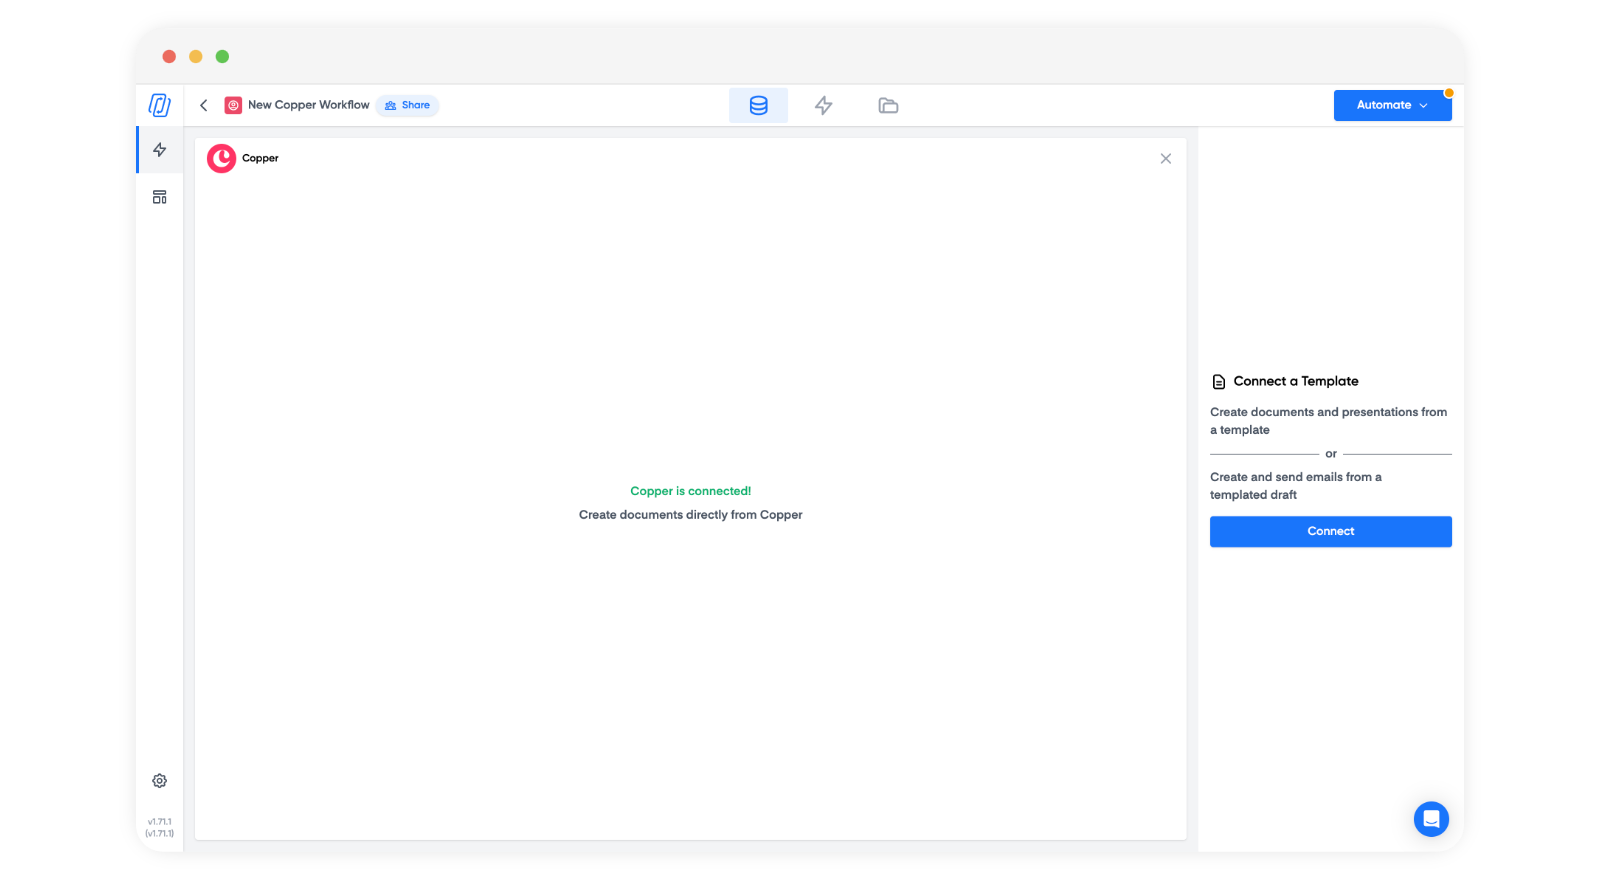 New Copper Workflow
Share
Automate
Copper
Copper is connected!
Create documents directly from Copper
Connect a Template
Create documents and presentations from
a template
or
Create and send emails from a
templated draft
Connect
v1.71.1
(v1.71.1)